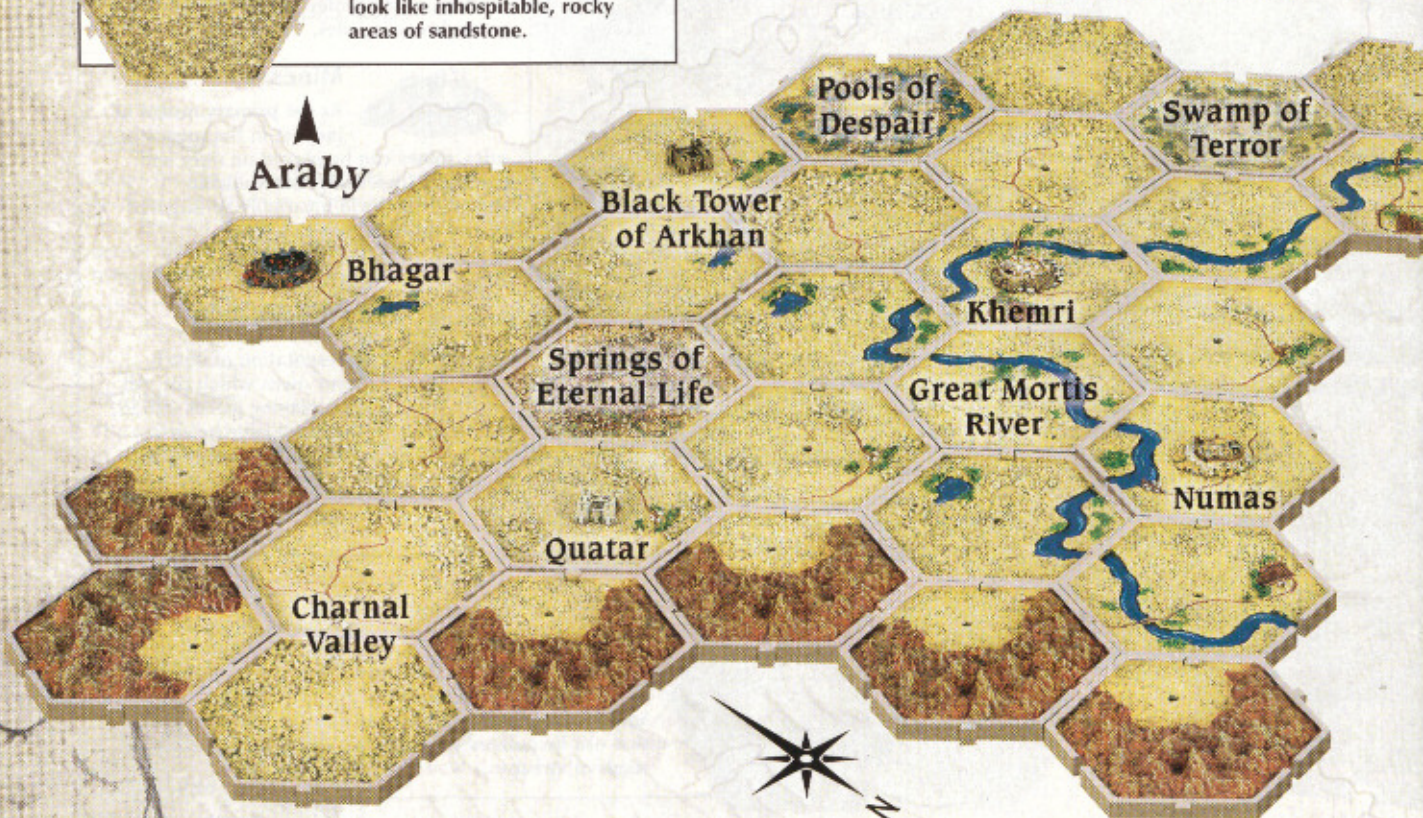 look like inhospitable, rocky
areas of sandstone.
Pools of
Despair
Swamp of
Terror
Araby
Black Tower
of Arkhan
Bhagar
Khemri
Springs of
Eternal Life
Great Mortis
River
Numas
Quatar
Charnal
Valley
N